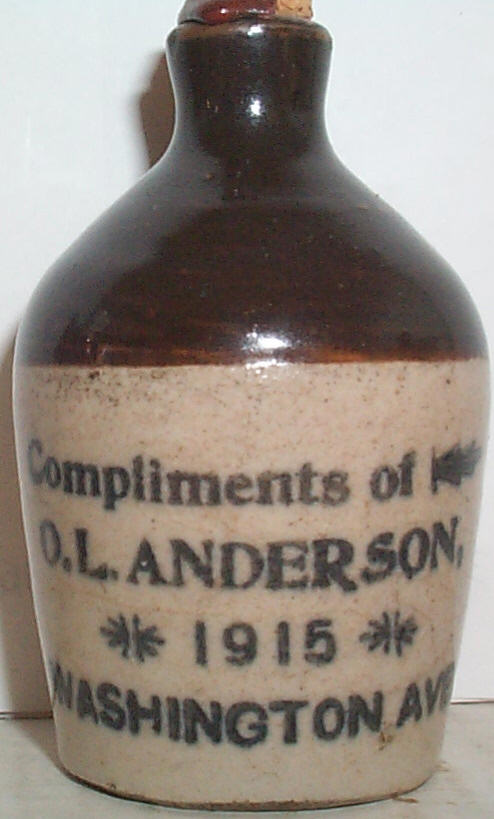 Compliments of
O.L. ANDERSON,
1915
WASHINGTON AVE